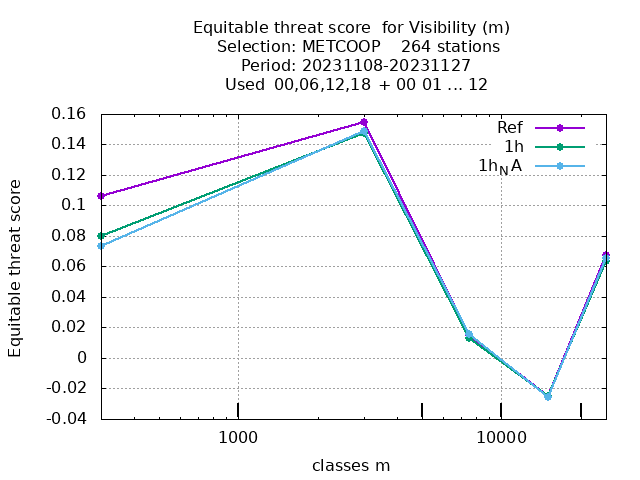 Equitable threat score  for Visibility (m)
Selection: METCOOP    264 stations
Period: 20231108-20231127
Used  00,06,12,18 + 00 01 ... 12
Equitable threat score
0.16
0.14
0.12
0.1
0.08
0.06
0.04
0.02
0
-0.02
-0.04
Ref
1h
1hNA
1000
10000
classes m